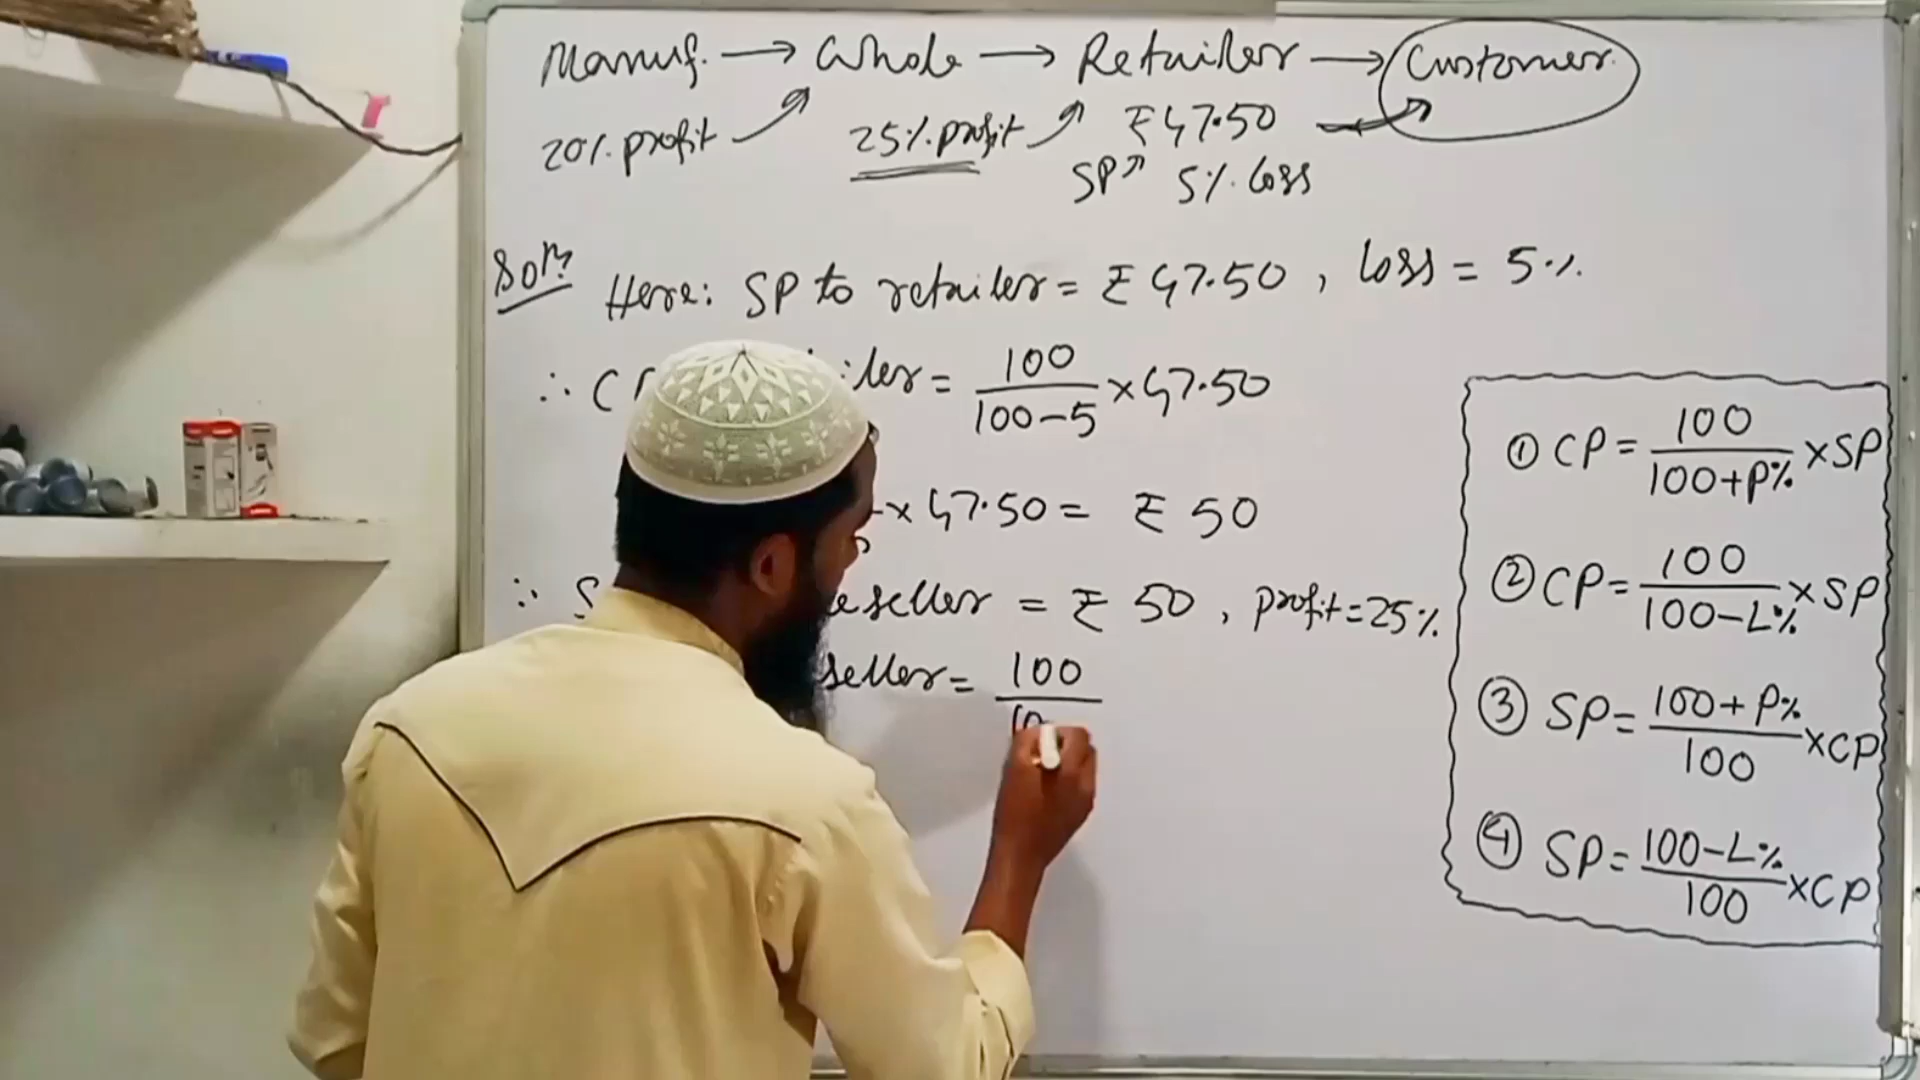 Manuf. → Whole → Retailer → Customer.
20% profit 25% profit ₹47.50
SP 5% loss
Soln Here: SP to retailer = ₹ 47.50 , loss = 5%
∴ C = 100/100-5 × 47.50
× 47.50 = ₹ 50
∴ S = ₹ 50 , profit = 25%
seller = 100/10
① CP = 100/100+P% × SP
② CP = 100/100-L% × SP
③ SP = 100+P%/100 × CP
④ SP = 100-L%/100 × CP